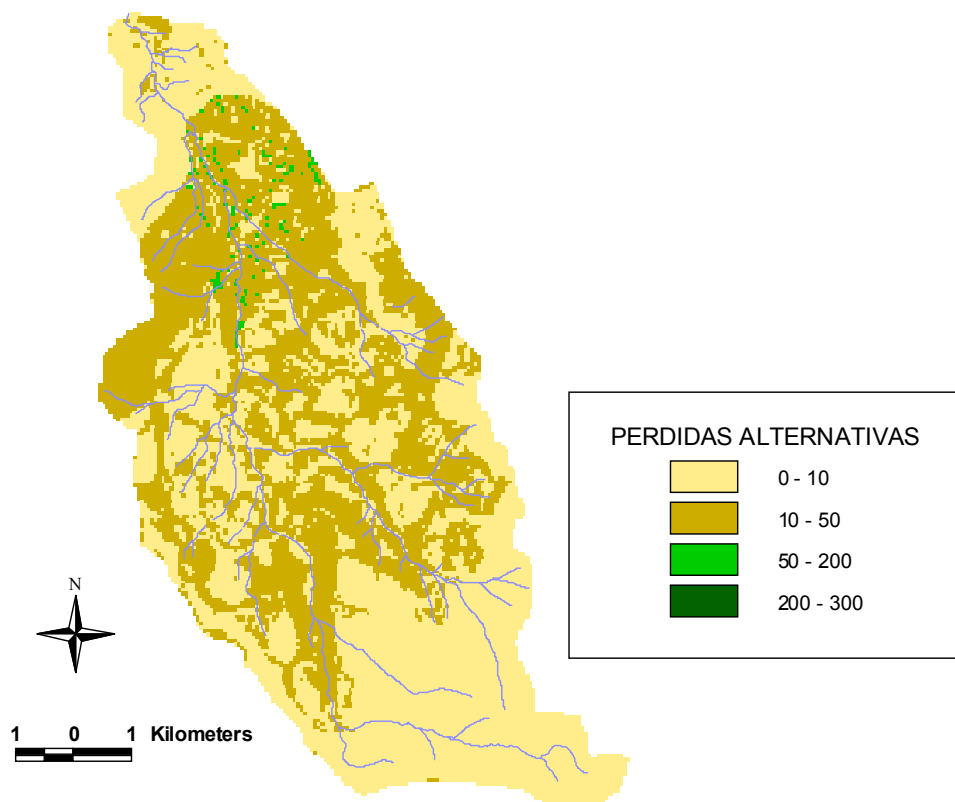 PERDIDAS ALTERNATIVAS
0 - 10
10 - 50
50 - 200
200 - 300
N
1 0 1 Kilometers